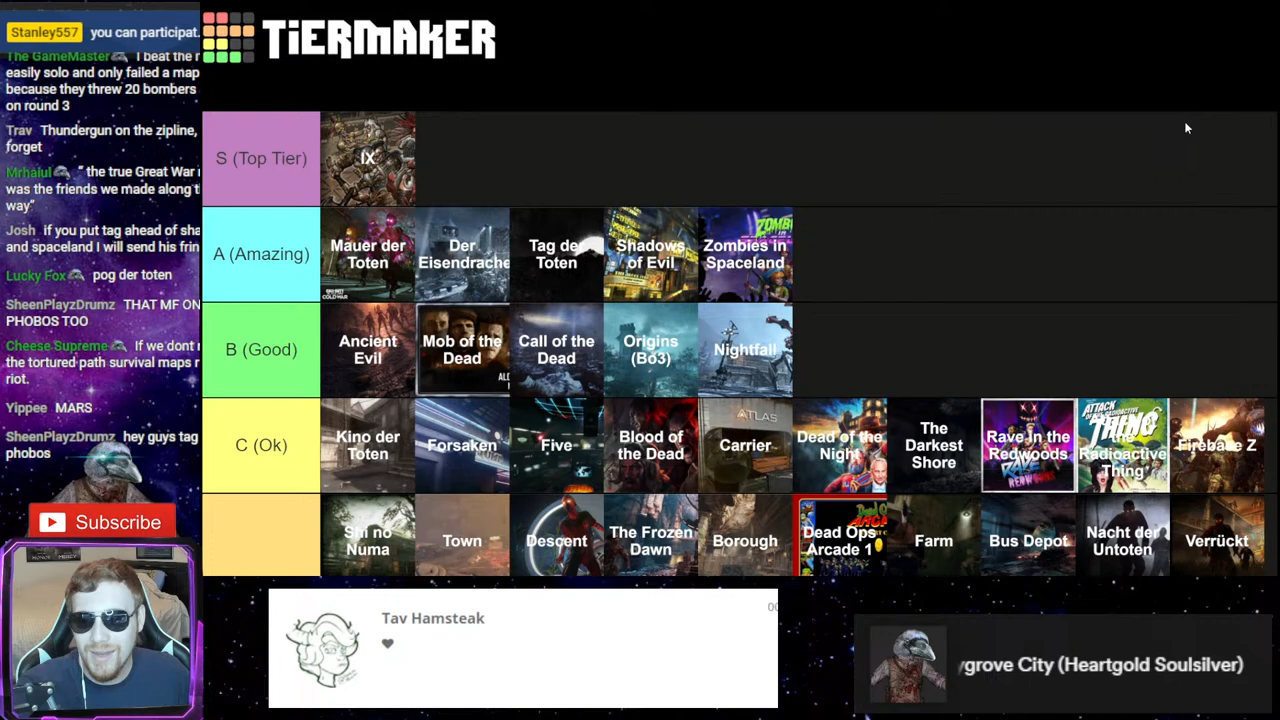 Stanley557 you can participat.
The GameMaster I beat the r
easily solo and only failed a map
because they threw 20 bombers
on round 3
Trav Thundergun on the zipline,
forget
Mrhalul “ the true Great War
was the friends we made along t
way”
Josh if you put tag ahead of sha
and spaceland I will send his frin
Lucky Fox pog der toten
SheenPlayzDrumz THAT MF ON
PHOBOS TOO
Cheese Supreme If we dont
the tortured path survival maps r
riot.
Yippee MARS
SheenPlayzDrumz hey guys tag
phobos
Subscribe
TiERMAKER
S (Top Tier)
IX
A (Amazing)
Mauer der
Toten
Der
Eisendrache
Tag der
Toten
Shadows
of Evil
Zombies in
Spaceland
B (Good)
Ancient
Evil
Mob of the
Dead
Call of the
Dead
Origins
(Bo3)
Nightfall
C (Ok)
Kino der
Toten
Forsaken
Five
Blood of
the Dead
ATLAS
Carrier
Dead of the
Night
The
Darkest
Shore
Rave in the
Redwoods
ATTACK
OF THE
RADIOACTIVE
THING
Radioactive
Thing'
Firebase Z
Shi no
Numa
Town
Descent
The Frozen
Dawn
Borough
Dead Ops
Arcade 1
Farm
Bus Depot
Nacht der
Untoten
Verrückt
Tav Hamsteak
00
ygrove City (Heartgold Soulsilver)